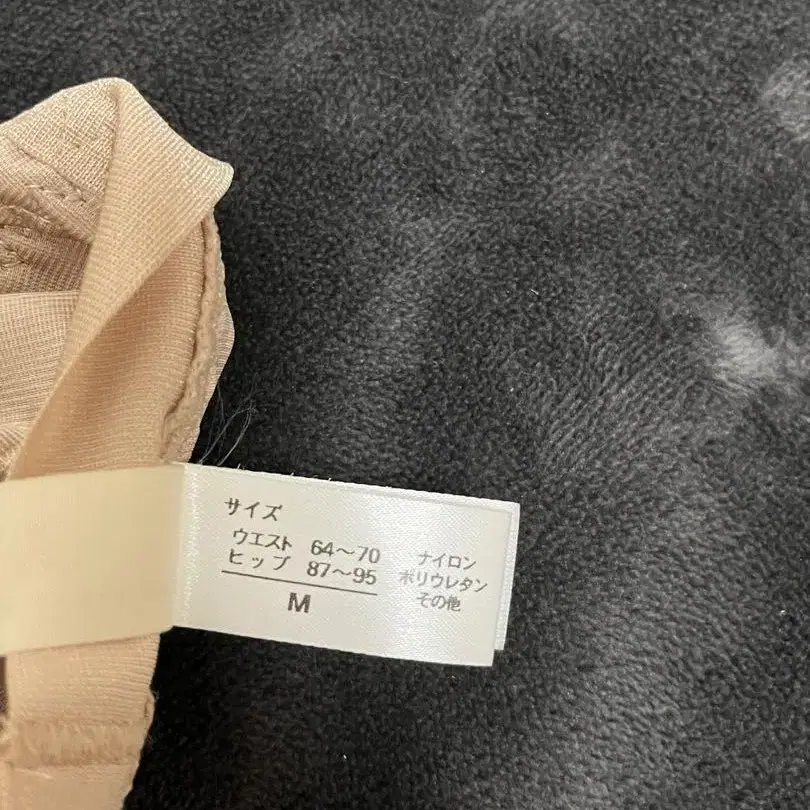 サイズ
ウエスト 64～70
ヒップ 87～95
M
ナイロン
ポリウレタン
その他